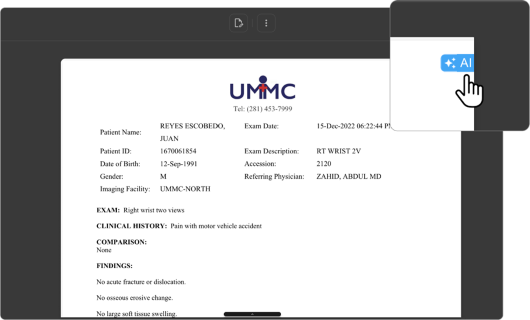 AI
UMMC
Tel: (281) 453-7999
Patient Name: REYES ESCOBEDO, JUAN Exam Date: 15-Dec-2022 06:22:44
Patient ID: 1670061854 Exam Description: RT WRIST 2V
Date of Birth: 12-Sep-1991 Accession: 2120
Gender: M Referring Physician: ZAHID, ABDUL MD
Imaging Facility: UMMC-NORTH
EXAM: Right wrist two views
CLINICAL HISTORY: Pain with motor vehicle accident
COMPARISON:
None
FINDINGS:
No acute fracture or dislocation.
No osseous erosive change.
No large soft tissue swelling.